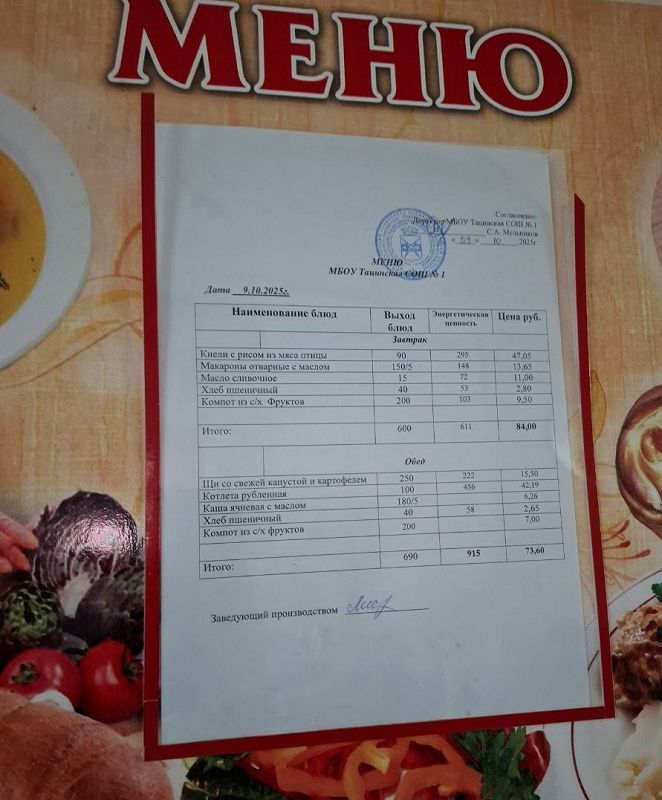 МЕНЮ
Согласовано:
Директор МБОУ Тацинская СОШ № 1
С.А. Мельников
« 09 » 10 2025г
МЕНЮ
МБОУ Тацинская СОШ № 1
Дата 9.10.2025г.
Наименование блюд Выход блюд Энергетическая ценность Цена руб.
Завтрак
Кнели с рисом из мяса птицы 90 295 47,05
Макароны отварные с маслом 150/5 148 13,65
Масло сливочное 15 72 11,00
Хлеб пшеничный 40 53 2,80
Компот из с/х Фруктов 200 103 9,50
Итого: 600 611 84,00
Обед
Щи со свежей капустой и картофелем 250 222 15,50
Котлета рубленная 100 456 42,19
Каша ячневая с маслом 180/5 6,26
Хлеб пшеничный 40 58 2,65
Компот из с/х фруктов 200 7,00
Итого: 690 915 73,60
Заведующий производством